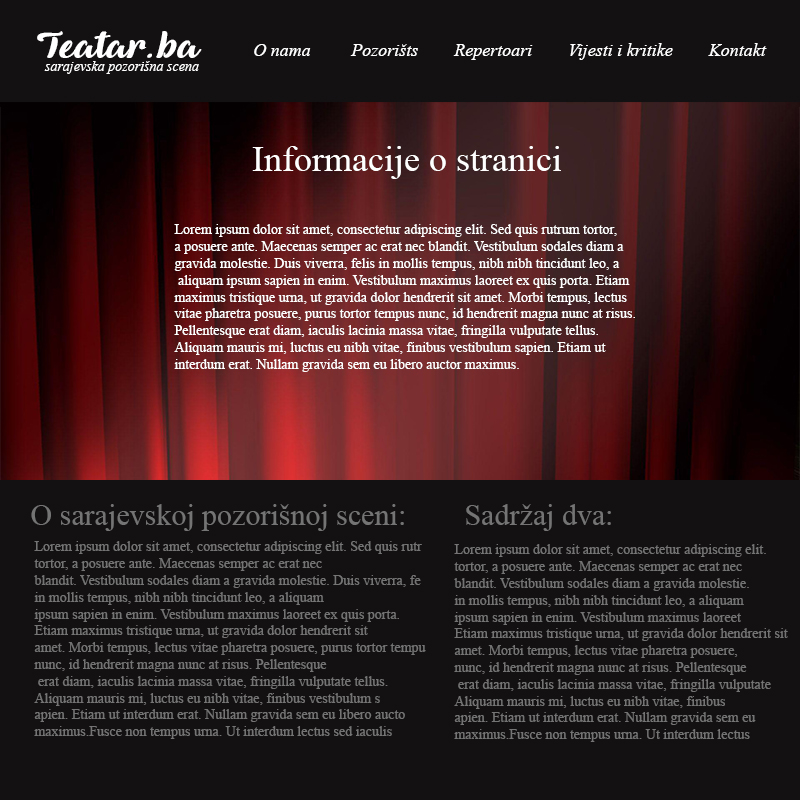 Teatar.ba
sarajevska pozorišna scena
O nama Pozorišts Repertoari Vijesti i kritike Kontakt
Informacije o stranici
Lorem ipsum dolor sit amet, consectetur adipiscing elit. Sed quis rutrum tortor,
a posuere ante. Maecenas semper ac erat nec blandit. Vestibulum sodales diam a
gravida molestie. Duis viverra, felis in mollis tempus, nibh nibh tincidunt leo, a
aliquam ipsum sapien in enim. Vestibulum maximus laoreet ex quis porta. Etiam
maximus tristique urna, ut gravida dolor hendrerit sit amet. Morbi tempus, lectus
vitae pharetra posuere, purus tortor tempus nunc, id hendrerit magna nunc at risus.
Pellentesque erat diam, iaculis lacinia massa vitae, fringilla vulputate tellus.
Aliquam mauris mi, luctus eu nibh vitae, finibus vestibulum sapien. Etiam ut
interdum erat. Nullam gravida sem eu libero auctor maximus.
O sarajevskoj pozorišnoj sceni:
Lorem ipsum dolor sit amet, consectetur adipiscing elit. Sed quis rutr
tortor, a posuere ante. Maecenas semper ac erat nec
blandit. Vestibulum sodales diam a gravida molestie. Duis viverra, fe
in mollis tempus, nibh nibh tincidunt leo, a aliquam
ipsum sapien in enim. Vestibulum maximus laoreet ex quis porta.
Etiam maximus tristique urna, ut gravida dolor hendrerit sit
amet. Morbi tempus, lectus vitae pharetra posuere, purus tortor tempu
nunc, id hendrerit magna nunc at risus. Pellentesque
erat diam, iaculis lacinia massa vitae, fringilla vulputate tellus.
Aliquam mauris mi, luctus eu nibh vitae, finibus vestibulum s
apien. Etiam ut interdum erat. Nullam gravida sem eu libero aucto
maximus.Fusce non tempus urna. Ut interdum lectus sed iaculis
Sadržaj dva:
Lorem ipsum dolor sit amet, consectetur adipiscing elit.
tortor, a posuere ante. Maecenas semper ac erat nec
blandit. Vestibulum sodales diam a gravida molestie.
in mollis tempus, nibh nibh tincidunt leo, a aliquam
ipsum sapien in enim. Vestibulum maximus laoreet
Etiam maximus tristique urna, ut gravida dolor hendrerit sit
amet. Morbi tempus, lectus vitae pharetra posuere,
nunc, id hendrerit magna nunc at risus. Pellentesque
erat diam, iaculis lacinia massa vitae, fringilla vulputate
Aliquam mauris mi, luctus eu nibh vitae, finibus
apien. Etiam ut interdum erat. Nullam gravida sem eu
maximus.Fusce non tempus urna. Ut interdum lectus